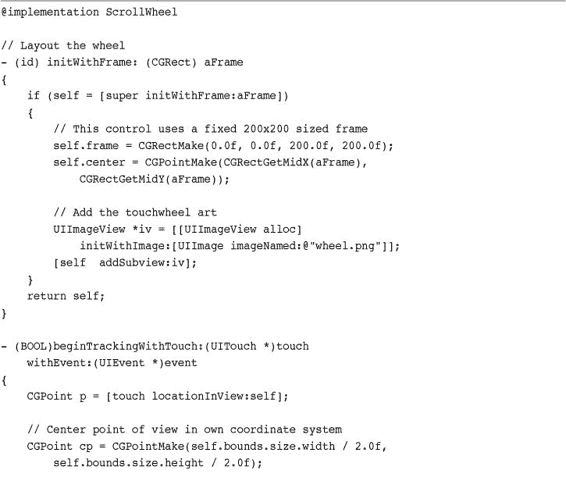 @implementation ScrollWheel

// Layout the wheel
- (id) initWithFrame: (CGRect) aFrame
{
    if (self = [super initWithFrame:aFrame])
    {
        // This control uses a fixed 200x200 sized frame
        self.frame = CGRectMake(0.0f, 0.0f, 200.0f, 200.0f);
        self.center = CGPointMake(CGRectGetMidX(aFrame),
            CGRectGetMidY(aFrame));

        // Add the touchwheel art
        UIImageView *iv = [[UIImageView alloc]
            initWithImage:[UIImage imageNamed:@"wheel.png"]];
        [self  addSubview:iv];
    }
    return self;
}

- (BOOL)beginTrackingWithTouch:(UITouch *)touch
    withEvent:(UIEvent *)event
{
    CGPoint p = [touch locationInView:self];

    // Center point of view in own coordinate system
    CGPoint cp = CGPointMake(self.bounds.size.width / 2.0f,
        self.bounds.size.height / 2.0f);